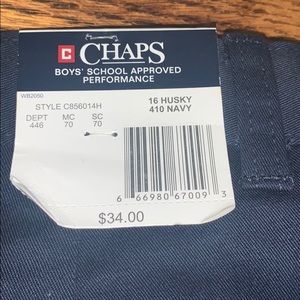 C CHAPS
BOYS' SCHOOL APPROVED
PERFORMANCE
WB2050
STYLE C856014H
16 HUSKY
410 NAVY
DEPT MC SC
446 70 70
6 66980 67009 3
$34.00